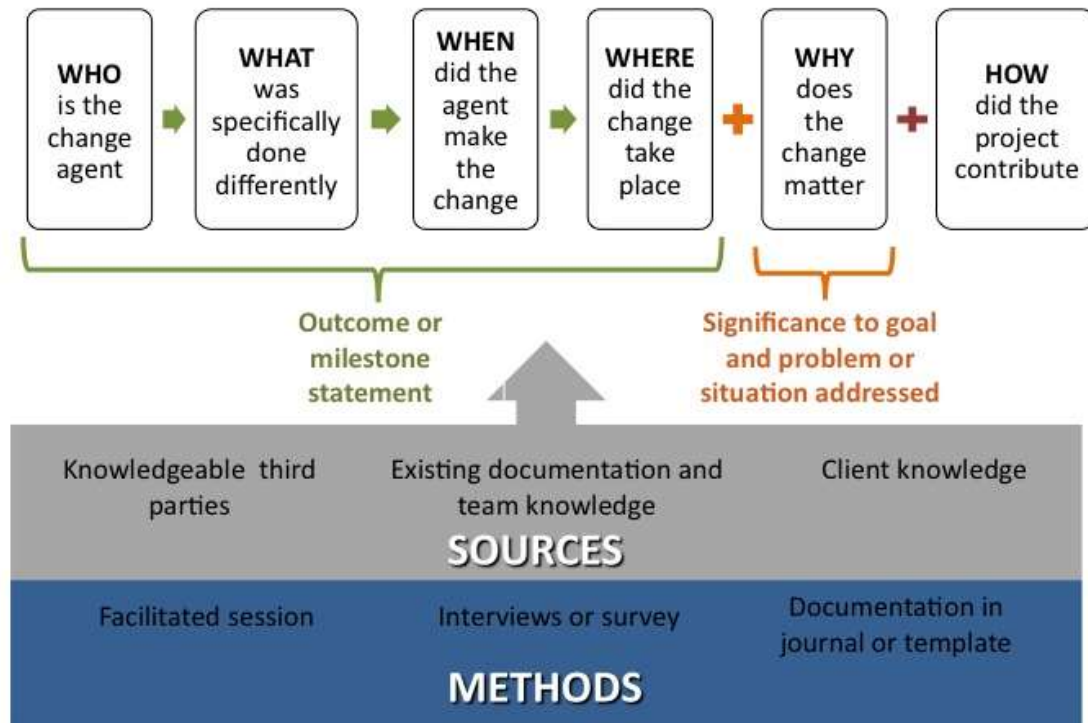 WHO
is the
change
agent
WHAT
was
specifically
done
differently
WHEN
did the
agent
make
the
change
WHERE
did the
change
take
place
WHY
does
the
change
matter
HOW
did the
project
contribute
Outcome or
milestone
statement
Significance to goal
and problem or
situation addressed
Knowledgeable third
parties
Existing documentation and
team knowledge
Client knowledge
SOURCES
Facilitated session
Interviews or survey
Documentation in
journal or template
METHODS